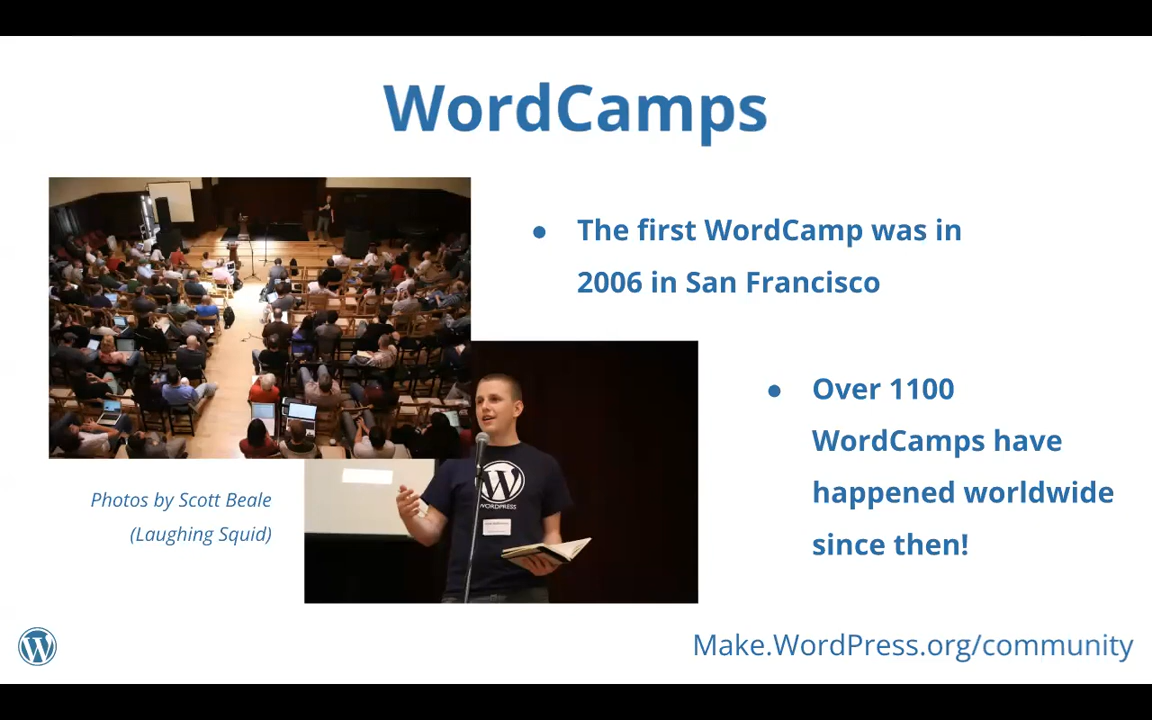 WordCamps
The first WordCamp was in
2006 in San Francisco
Over 1100
WordCamps have
happened worldwide
since then!
WORDPRESS
Photos by Scott Beale
(Laughing Squid)
Make.WordPress.org/community